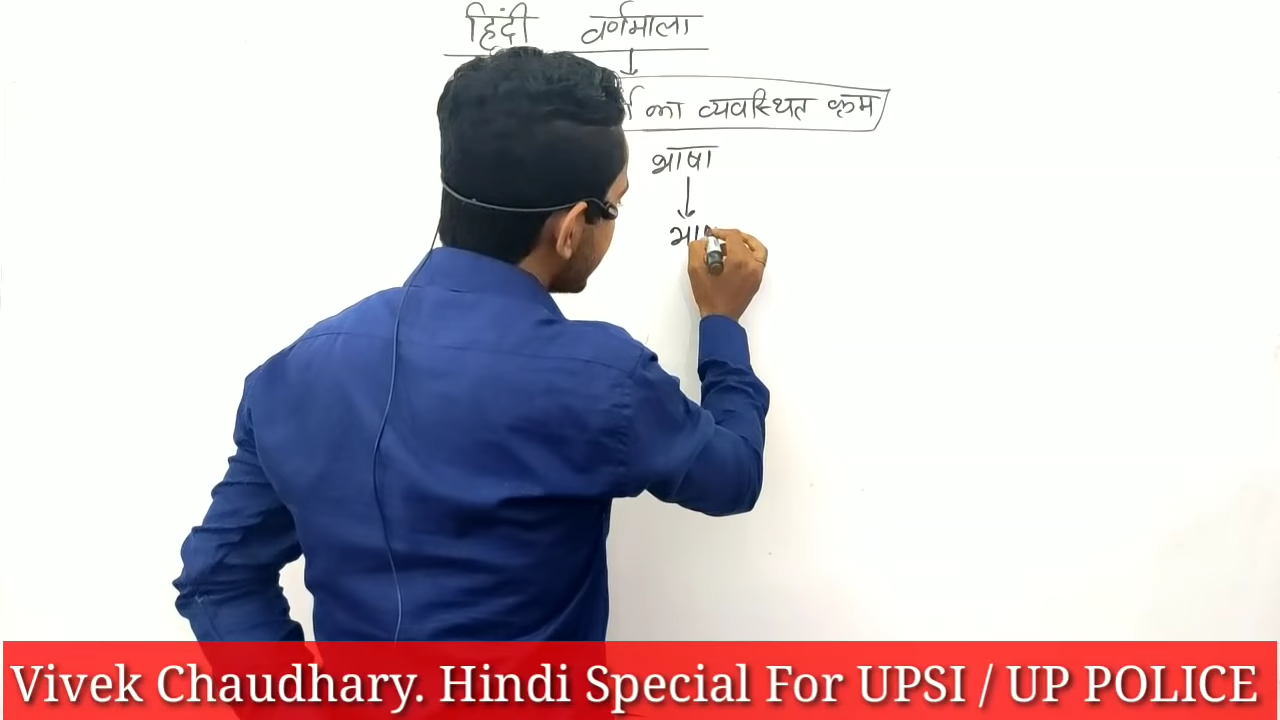 हिंदी वर्णमाला
का व्यवस्थित क्रम
भाषा
Vivek Chaudhary. Hindi Special For UPSI / UP POLICE